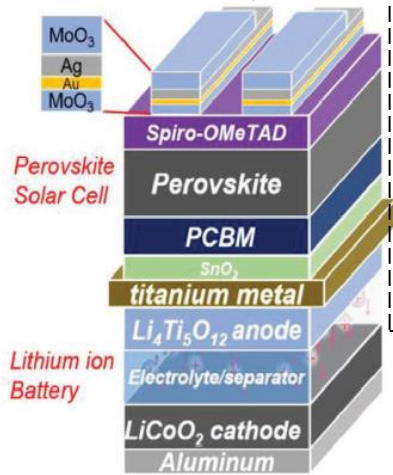 MoO₃
Ag
Au
MoO₃
Spiro-OMeTAD
Perovskite
Solar Cell
Perovskite
PCBM
SnO₂
titanium metal
Li₄Ti₅O₁₂ anode
Lithium ion
Battery
Electrolyte/separator
LiCoO₂ cathode
Aluminum